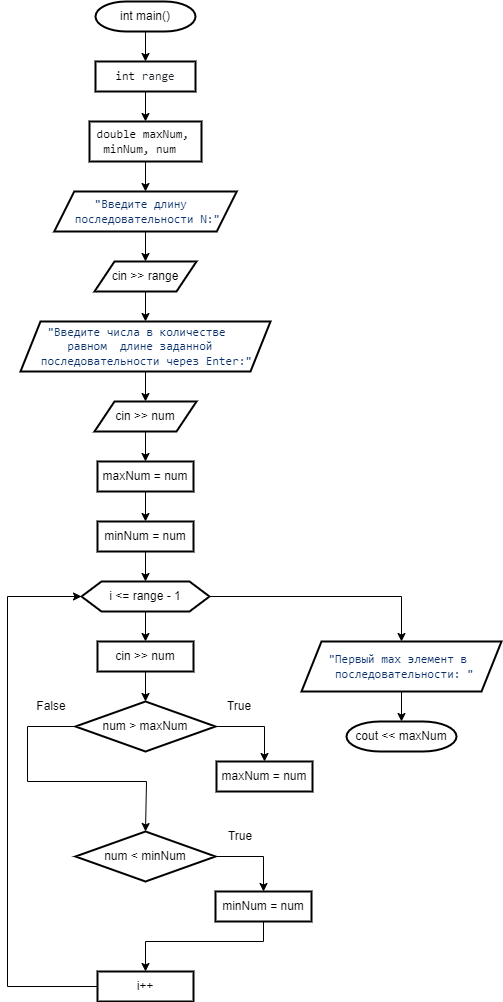 int main()
int range
double maxNum,
minNum, num
"Введите длину
последовательности N:"
cin >> range
"Введите числа в количестве
равном длине заданной
последовательности через Enter:"
cin >> num
maxNum = num
minNum = num
i <= range - 1
cin >> num
"Первый max элемент в
последовательности: "
False
True
num > maxNum
cout << maxNum
maxNum = num
True
num < minNum
minNum = num
i++